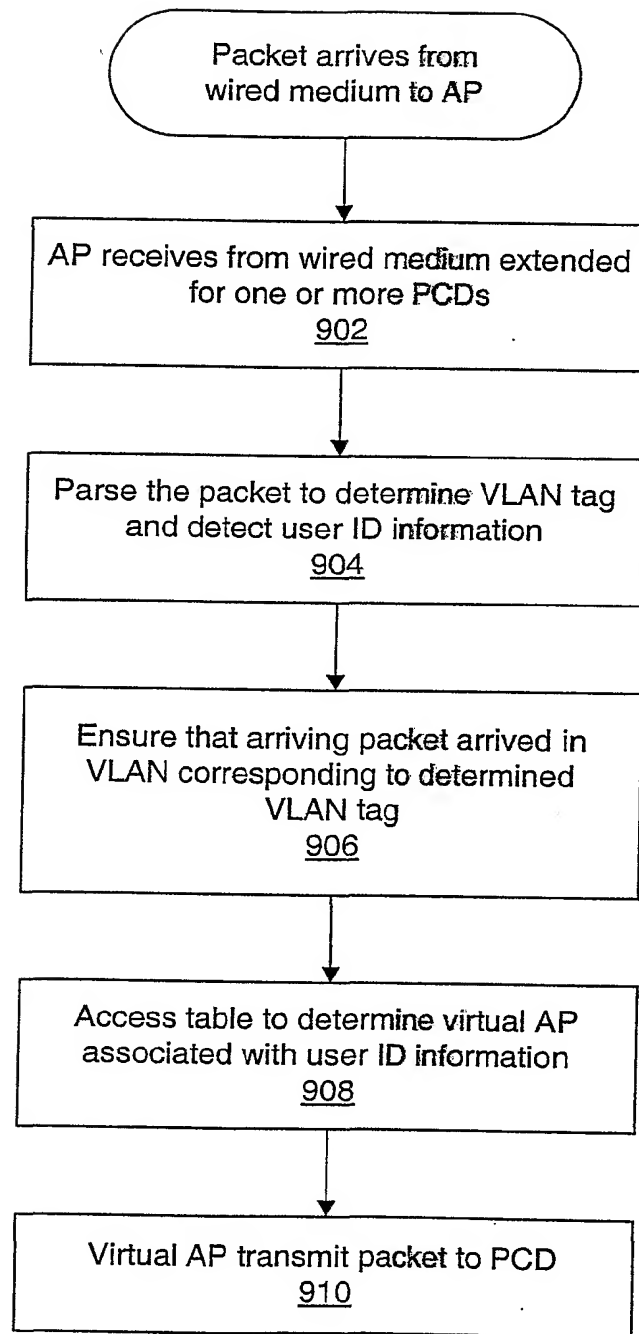 Packet arrives from
wired medium to AP
AP receives from wired medium extended
for one or more PCDs
902
Parse the packet to determine VLAN tag
and detect user ID information
904
Ensure that arriving packet arrived in
VLAN corresponding to determined
VLAN tag
906
Access table to determine virtual AP
associated with user ID information
908
Virtual AP transmit packet to PCD
910